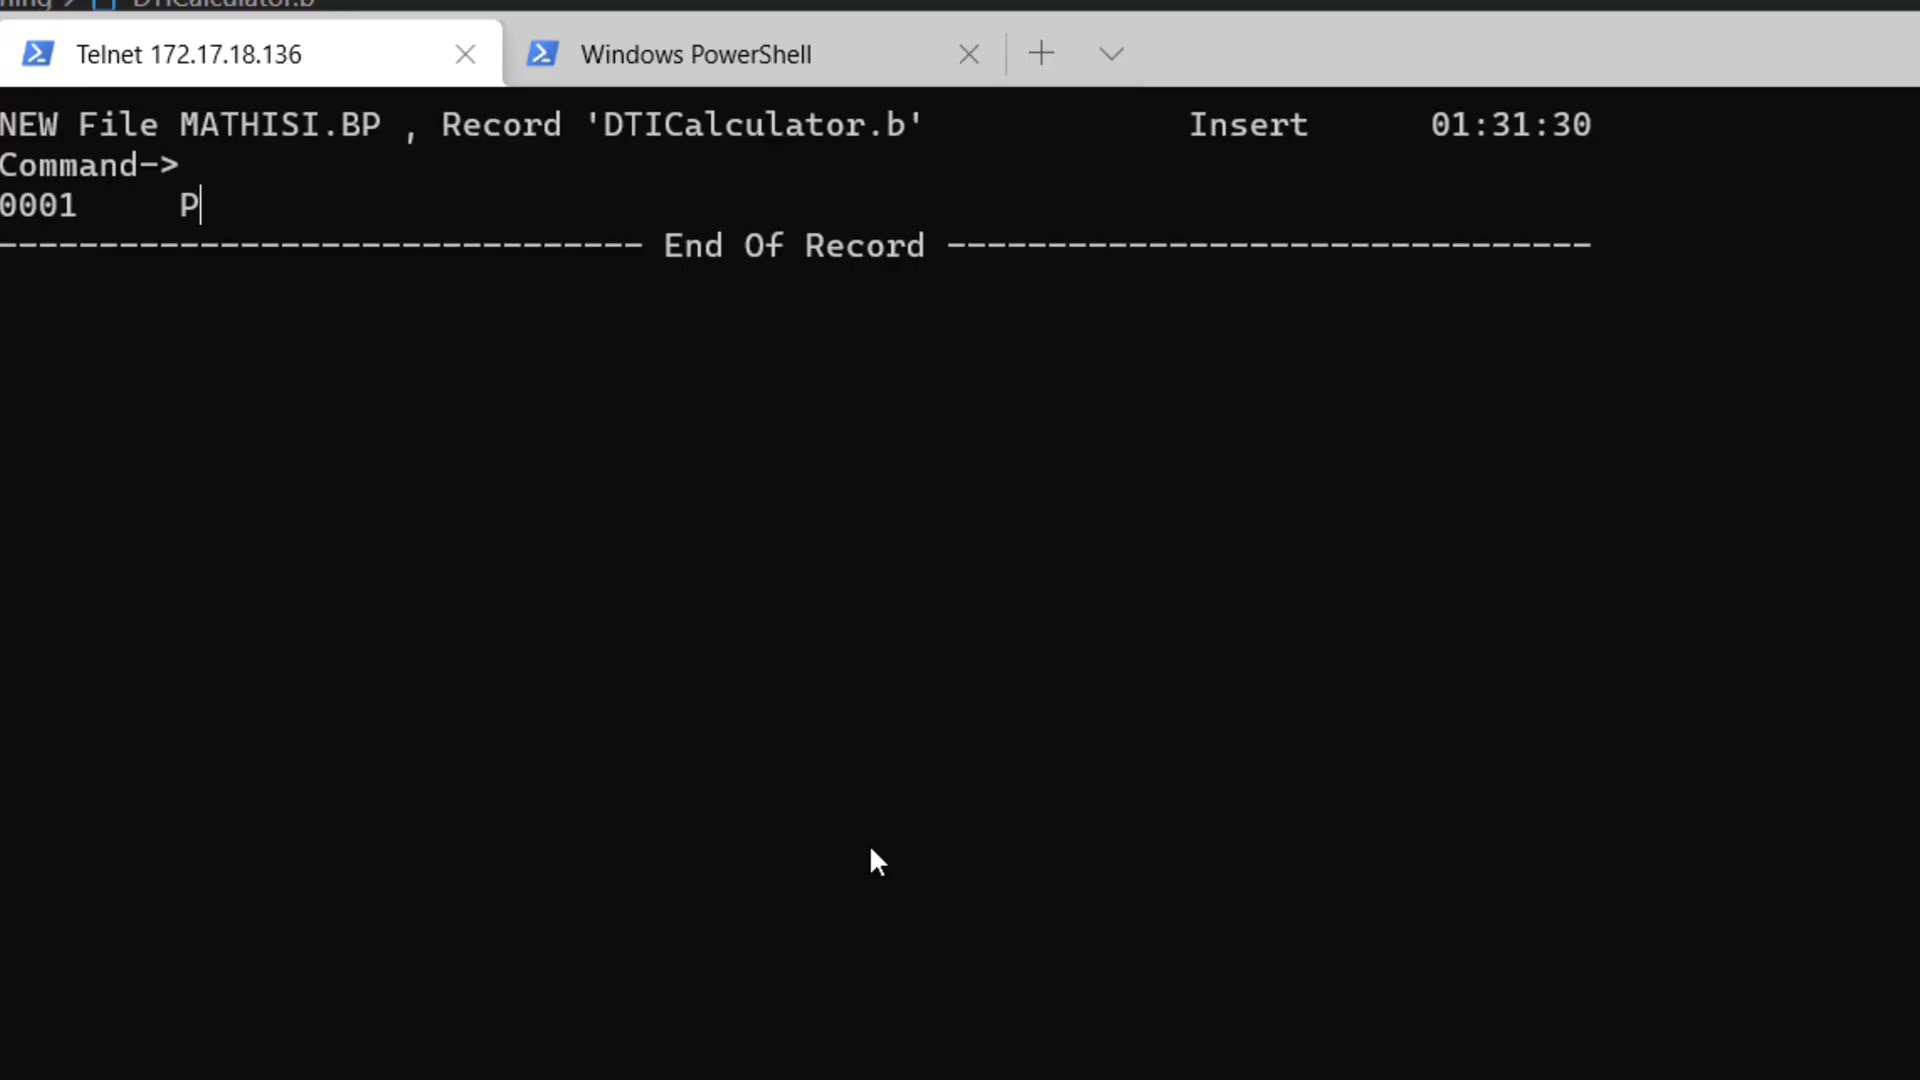 DTICalculator.b
Telnet 172.17.18.136
Windows PowerShell
NEW File MATHISI.BP , Record 'DTICalculator.b' Insert 01:31:30
Command->
0001 P
-------------------------------- End Of Record --------------------------------